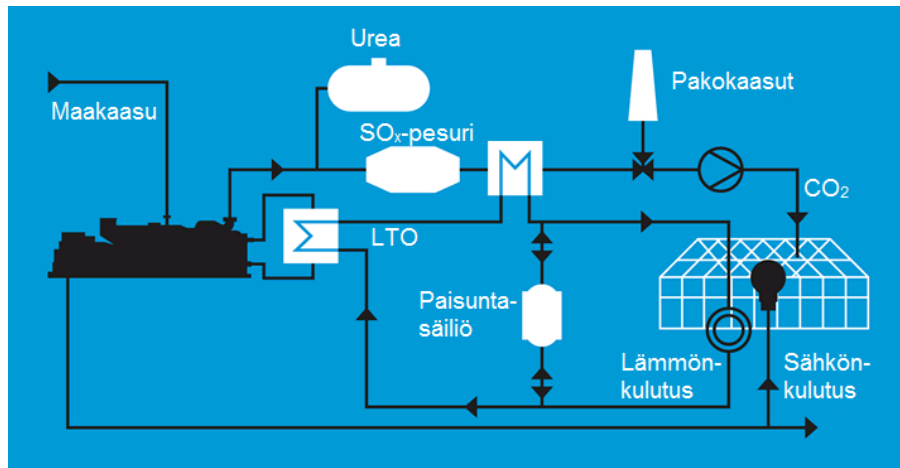 Urea
Maakaasu
SOₓ-pesuri
Pakokaasut
CO₂
LTO
Paisunta-
säiliö
Lämmön-
kulutus
Sähkön-
kulutus